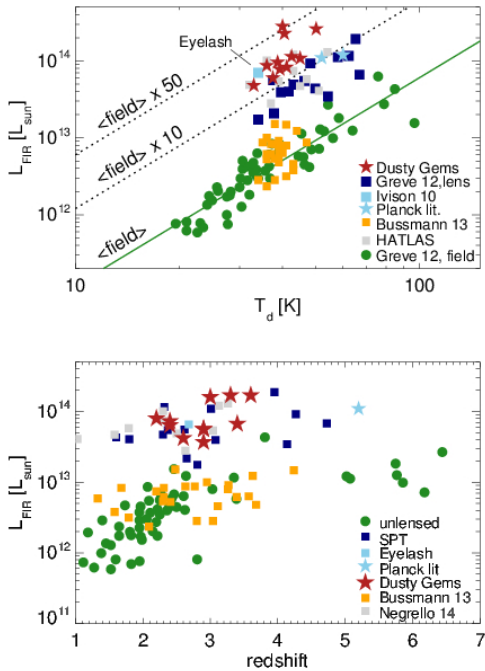 Eyelash
<field> x 50
<field> x 10
<field>
L_FIR [L_sun]
10^14
10^13
10^12
Dusty Gems
Greve 12,lens
Ivison 10
Planck lit.
Bussmann 13
HATLAS
Greve 12, field
10
100
T_d [K]
L_FIR [L_sun]
10^14
10^13
10^12
10^11
unlensed
SPT
Eyelash
Planck lit
Dusty Gems
Bussmann 13
Negrello 14
1 2 3 4 5 6 7
redshift